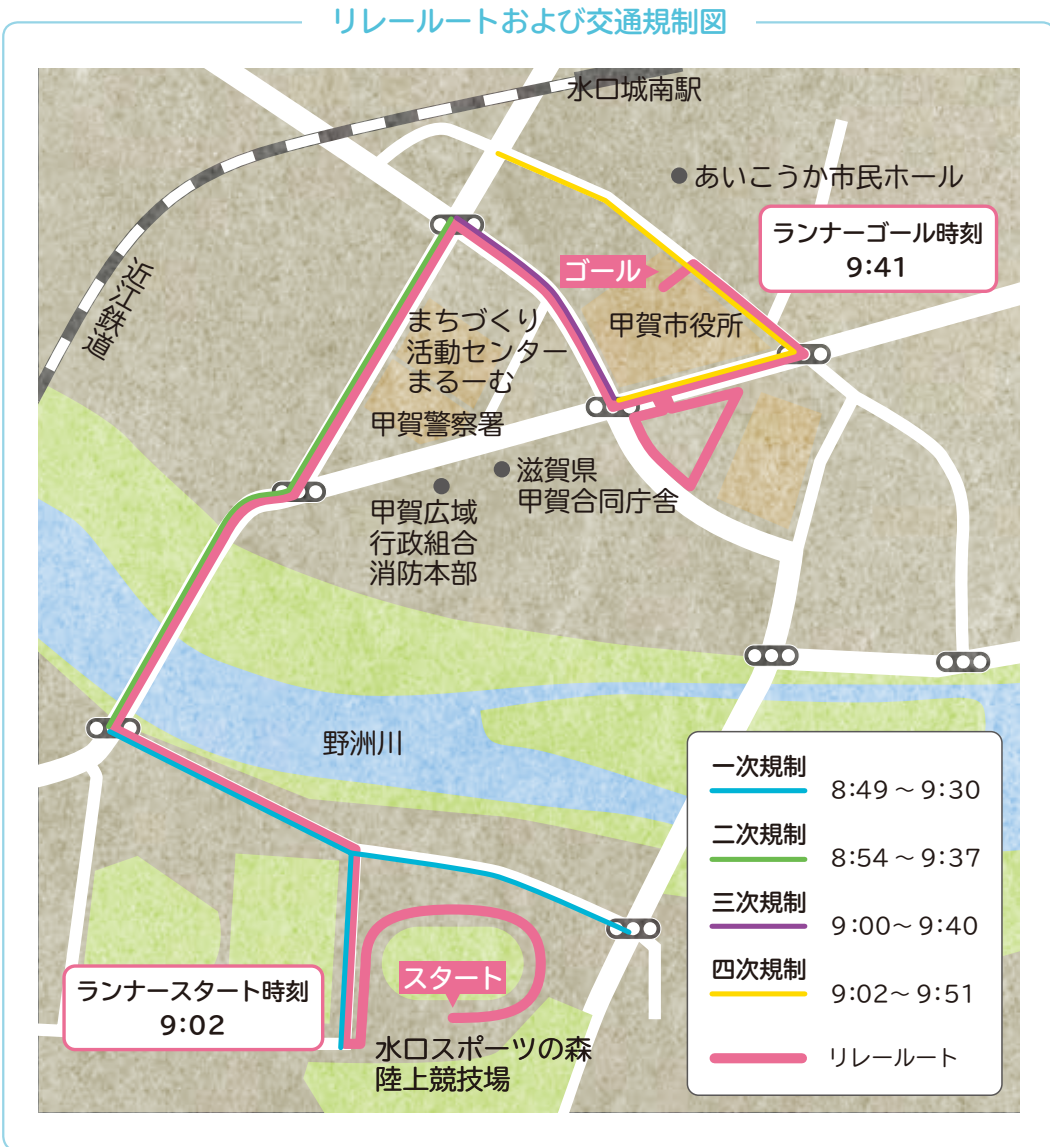 リレールートおよび交通規制図
水口城南駅
あいこうか市民ホール
ランナーゴール時刻
9:41
近江鉄道
ゴール
甲賀市役所
まちづくり
活動センター
まるーむ
甲賀警察署
滋賀県
甲賀合同庁舎
甲賀広域
行政組合
消防本部
野洲川
一次規制
8:49～9:30
二次規制
8:54～9:37
三次規制
9:00～9:40
四次規制
9:02～9:51
リレールート
スタート
ランナースタート時刻
9:02
水口スポーツの森
陸上競技場